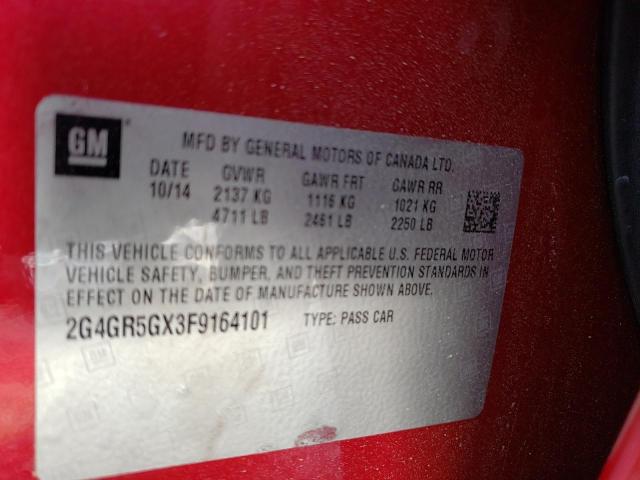 GM
MFD BY GENERAL MOTORS OF CANADA LTD.
DATE GVWR GAWR FRT GAWR RR
10/14 2137 KG 1116 KG 1021 KG
4711 LB 2461 LB 2250 LB
THIS VEHICLE CONFORMS TO ALL APPLICABLE U.S. FEDERAL MOTOR
VEHICLE SAFETY, BUMPER, AND THEFT PREVENTION STANDARDS IN
EFFECT ON THE DATE OF MANUFACTURE SHOWN ABOVE.
2G4GR5GX3F9164101 TYPE: PASS CAR